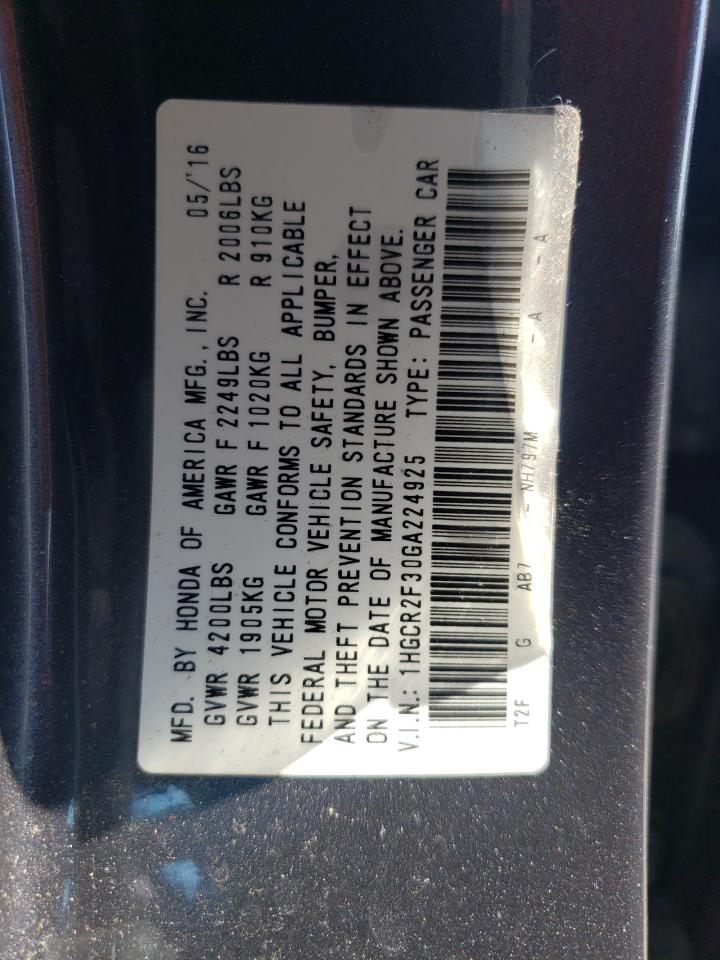 MFD. BY HONDA OF AMERICA MFG., INC. 05/'16
GVWR 4200LBS GAWR F 2249LBS R 2006LBS
GVWR 1905KG GAWR F 1020KG R 910KG
THIS VEHICLE CONFORMS TO ALL APPLICABLE
FEDERAL MOTOR VEHICLE SAFETY, BUMPER,
AND THEFT PREVENTION STANDARDS IN EFFECT
ON THE DATE OF MANUFACTURE SHOWN ABOVE.
V.I.N.: 1HGCR2F30GA224925 TYPE: PASSENGER CAR
T2F G AB7 - NH797M - A - A